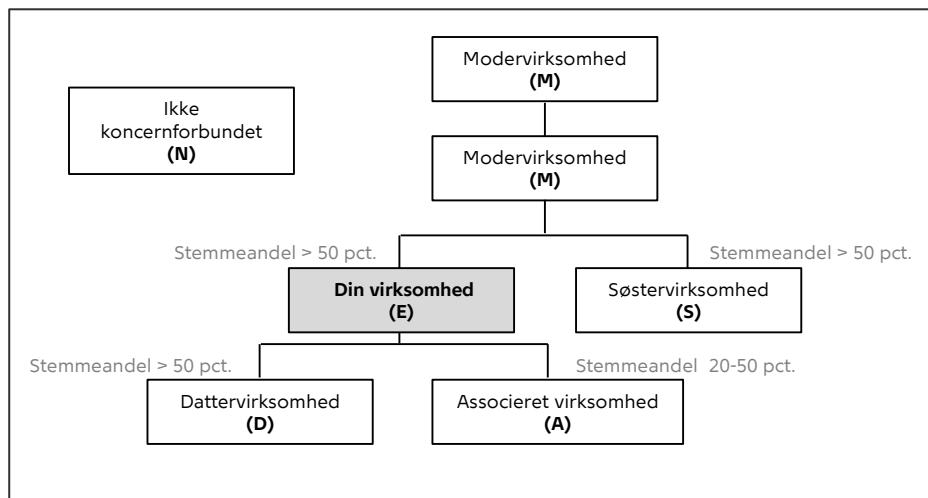 Modervirksomhed
(M)
Ikke
koncernforbundet
(N)
Modervirksomhed
(M)
Stemmeandel > 50 pct.
Stemmeandel > 50 pct.
Din virksomhed
(E)
Søstervirksomhed
(S)
Stemmeandel > 50 pct.
Stemmeandel 20-50 pct.
Dattervirksomhed
(D)
Associeret virksomhed
(A)